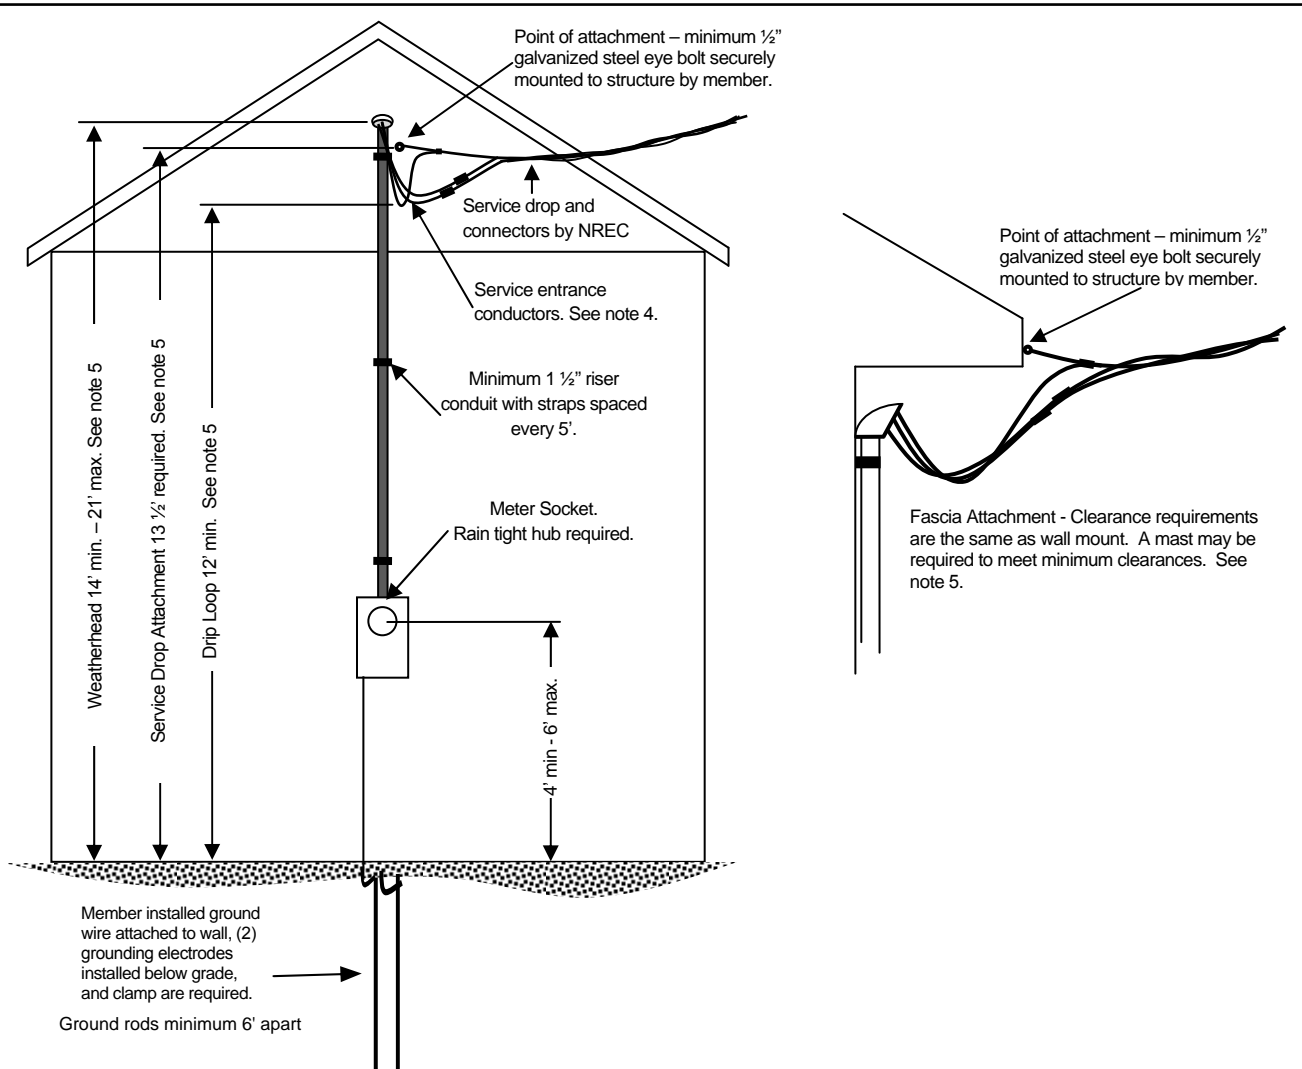 Point of attachment – minimum ½”
galvanized steel eye bolt securely
mounted to structure by member.
Service drop and
connectors by NREC
Service entrance
conductors. See note 4.
Minimum 1 ½” riser
conduit with straps spaced
every 5’.
Meter Socket.
Rain tight hub required.
Weatherhead 14’ min. – 21’ max. See note 5
Service Drop Attachment 13 ½’ required. See note 5
Drip Loop 12’ min. See note 5
4’ min - 6’ max.
Member installed ground
wire attached to wall, (2)
grounding electrodes
installed below grade,
and clamp are required.
Ground rods minimum 6' apart
Point of attachment – minimum ½”
galvanized steel eye bolt securely
mounted to structure by member.
Fascia Attachment - Clearance requirements
are the same as wall mount. A mast may be
required to meet minimum clearances. See
note 5.